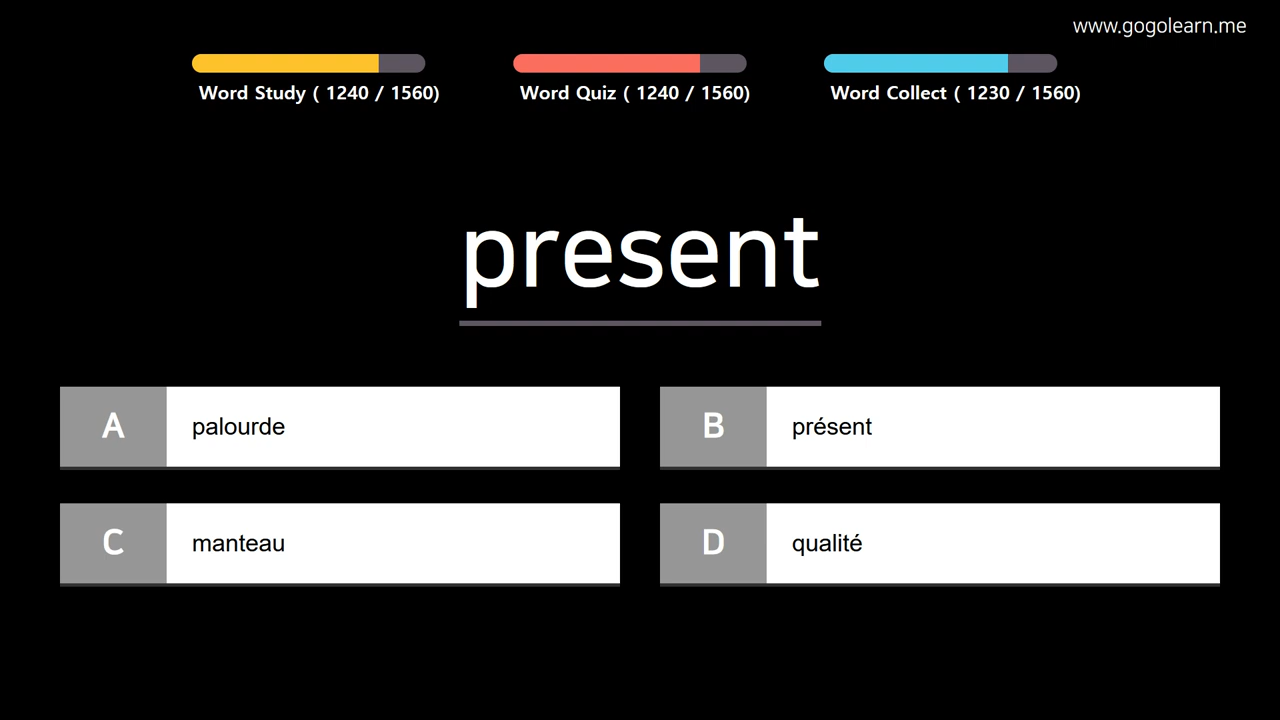 www.gogolearn.me
Word Study ( 1240 / 1560)
Word Quiz ( 1240 / 1560)
Word Collect ( 1230 / 1560)
present
A palourde
B présent
C manteau
D qualité